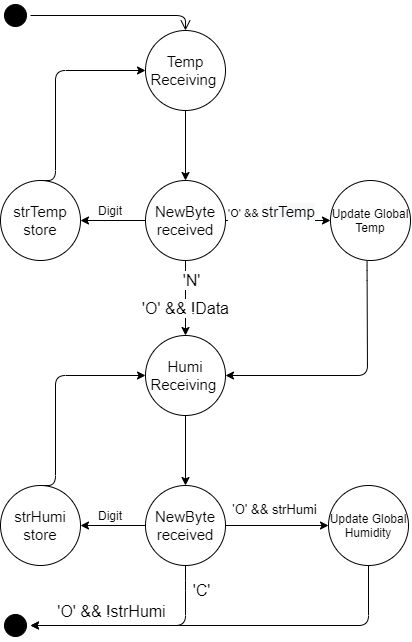 Temp
Receiving
strTemp
store
Digit
NewByte
received
'O' && strTemp
Update Global
Temp
'N'
'O' && !Data
Humi
Receiving
strHumi
store
Digit
NewByte
received
'O' && strHumi
Update Global
Humidity
'C'
'O' && !strHumi